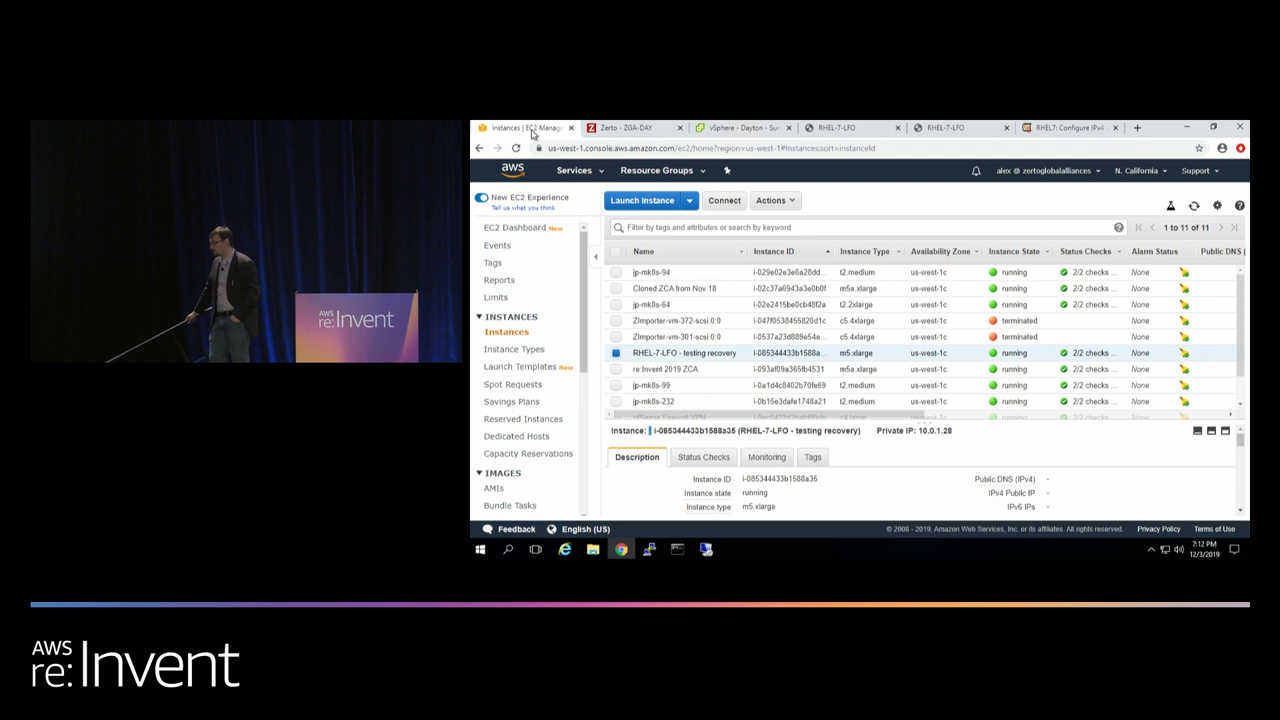 Instances | EC2 Manag
Zerto - ZGA-DAY
vSphere - Dayton - Su
RHEL-7-LFO
RHEL-7-LFO
RHEL7: Configure IPv4
us-west-1.console.aws.amazon.com/ec2/home?region=us-west-1#Instances:sort=instanceId
aws
Services
Resource Groups
alex @ zertoglobalalliances
N. California
Support
New EC2 Experience
Tell us what you think
EC2 Dashboard New
Events
Tags
Reports
Limits
INSTANCES
Instances
Instance Types
Launch Templates New
Spot Requests
Savings Plans
Reserved Instances
Dedicated Hosts
Capacity Reservations
IMAGES
AMIs
Bundle Tasks
Launch Instance
Connect
Actions
Filter by tags and attributes or search by keyword
1 to 11 of 11
Name Instance ID Instance Type Availability Zone Instance State Status Checks Alarm Status Public DNS (
jp-mk8s-94 i-029e02e3e6a28dd... t2.medium us-west-1c running 2/2 checks ... None
Cloned ZCA from Nov 18 i-02c37a6943a3e0b0f m5a.xlarge us-west-1c running 2/2 checks ... None
jp-mk8s-64 i-02e2415be0cb48f2a t2.2xlarge us-west-1c running 2/2 checks ... None
ZImporter-vm-372-scsi:0:0 i-047f0538455820d1c c5.4xlarge us-west-1c terminated None
ZImporter-vm-301-scsi:0:0 i-0537a23d889e54e... c5.4xlarge us-west-1c terminated None
RHEL-7-LFO - testing recovery i-085344433b1588a... m5.xlarge us-west-1c running 2/2 checks ... None
re:Invent 2019 ZCA i-093af09a365fb4531 m5a.xlarge us-west-1c running 2/2 checks ... None
jp-mk8s-99 i-0a1d4c8402b70fe69 t2.medium us-west-1c running 2/2 checks ... None
jp-mk8s-232 i-0b15e3dafe1748a21 t2.medium us-west-1c running 2/2 checks ... None
Instance: i-085344433b1588a35 (RHEL-7-LFO - testing recovery) Private IP: 10.0.1.28
Description
Status Checks
Monitoring
Tags
Instance ID i-085344433b1588a35
Public DNS (IPv4) -
Instance state running
IPv4 Public IP -
Instance type m5.xlarge
IPv6 IPs -
Feedback
English (US)
© 2008 - 2019, Amazon Web Services, Inc. or its affiliates. All rights reserved.
Privacy Policy
Terms of Use
7:12 PM
12/3/2019
AWS
re:Invent
AWS
re:Invent